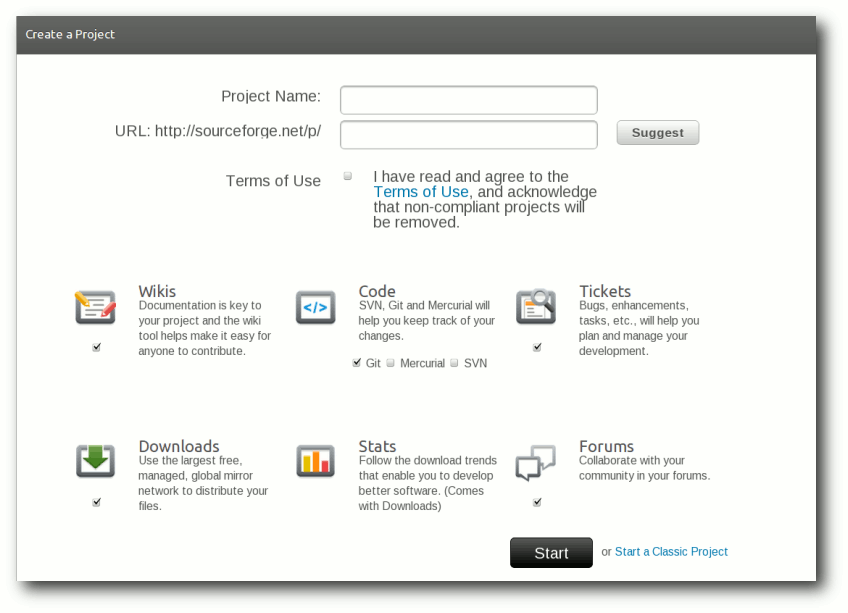 Create a Project
Project Name:
URL: http://sourceforge.net/p/
Suggest
Terms of Use
I have read and agree to the
Terms of Use, and acknowledge
that non-compliant projects will
be removed.
Wikis
Documentation is key to
your project and the wiki
tool helps make it easy for
anyone to contribute.
Code
SVN, Git and Mercurial will
help you keep track of your
changes.
Git Mercurial SVN
Tickets
Bugs, enhancements,
tasks, etc., will help you
plan and manage your
development.
Downloads
Use the largest free,
managed, global mirror
network to distribute your
files.
Stats
Follow the download trends
that enable you to develop
better software. (Comes
with Downloads)
Forums
Collaborate with your
community in your forums.
Start
or Start a Classic Project